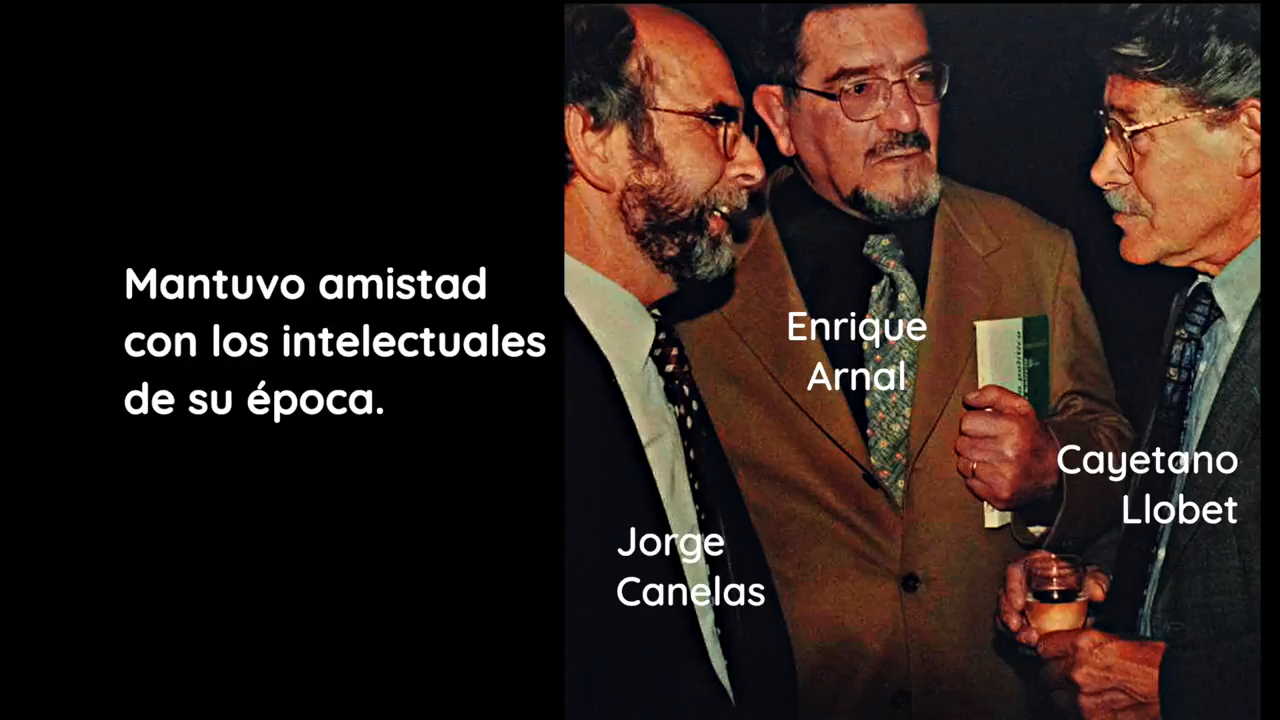 Mantuvo amistad
con los intelectuales
de su época.
Enrique
Arnal
Cayetano
Llobet
Jorge
Canelas